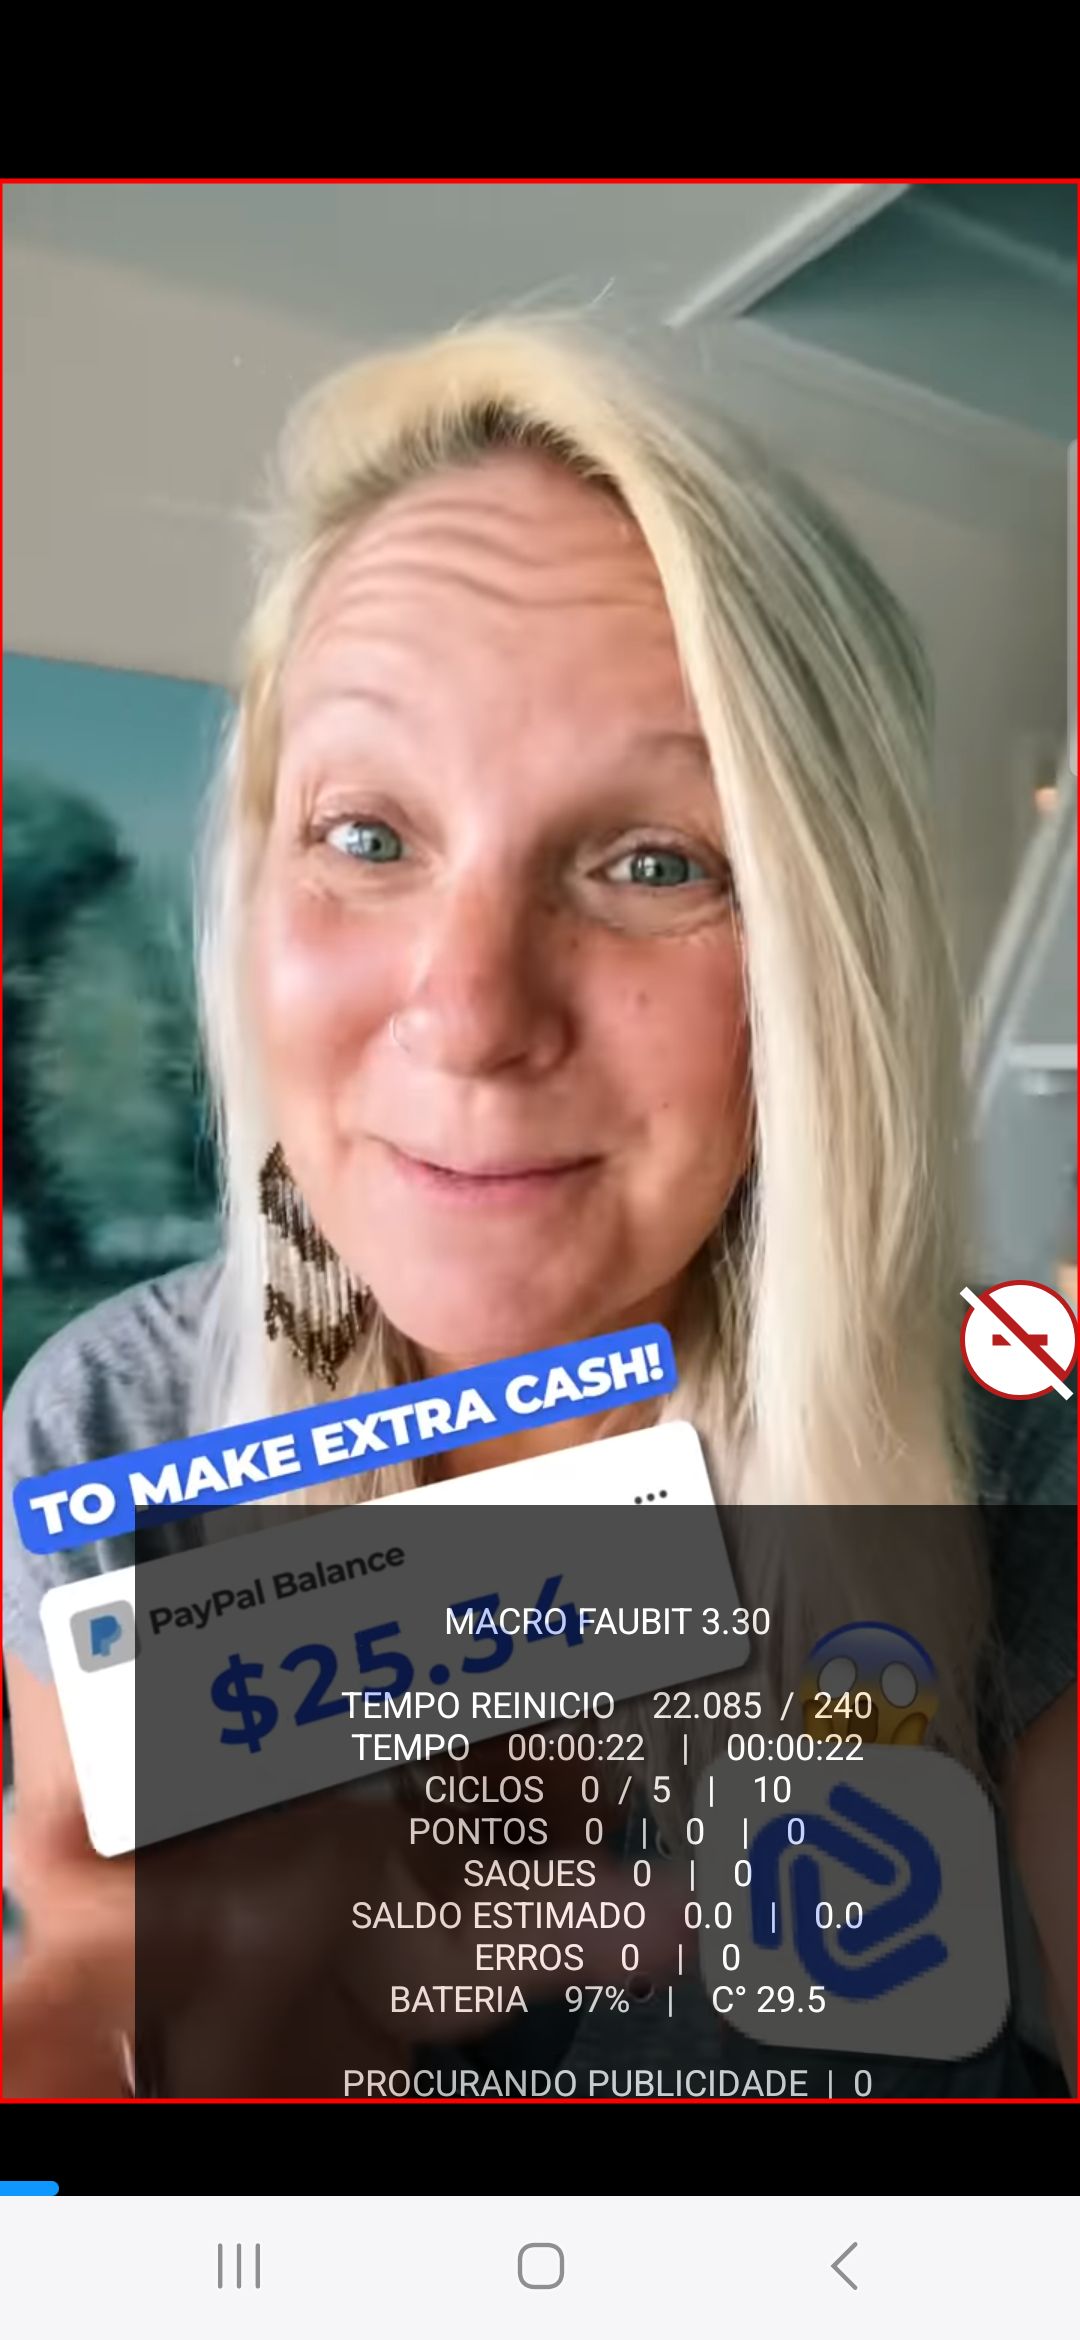 TO MAKE EXTRA CASH!
PayPal Balance
$25.34
MACRO FAUBIT 3.30
TEMPO REINICIO 22.085 / 240
TEMPO 00:00:22 | 00:00:22
CICLOS 0 / 5 | 10
PONTOS 0 | 0 | 0
SAQUES 0 | 0
SALDO ESTIMADO 0.0 | 0.0
ERROS 0 | 0
BATERIA 97% | C° 29.5
PROCURANDO PUBLICIDADE | 0